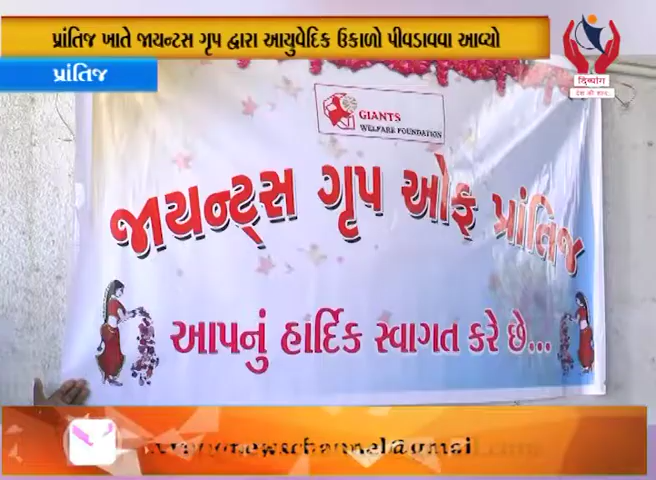 પ્રાંતિજ ખાતે જાયન્ટસ ગૃપ દ્વારા આયુવેદિક ઉકાળો પીવડાવવા આવ્યો
પ્રાંતિજ
दिव्यांग
GIANTS
WELFARE FOUNDATION
જાયન્ટ્સ ગૃપ ઓફ પ્રાંતિજ
આપનું હાર્દિક સ્વાગત કરે છે...